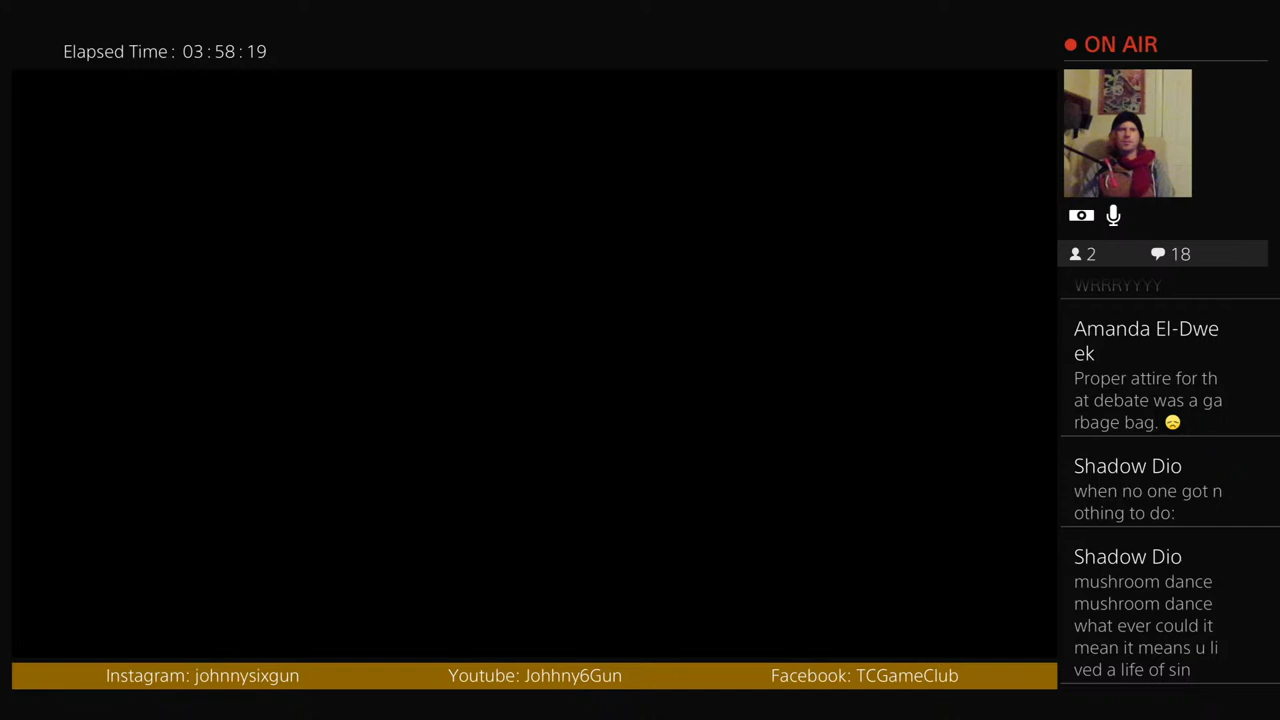 Elapsed Time: 03:58:19
ON AIR
2 18
WRRRYYYY
Amanda El-Dwe
ek
Proper attire for th
at debate was a ga
rbage bag. 😞
Shadow Dio
when no one got n
othing to do:
Shadow Dio
mushroom dance
mushroom dance
what ever could it
mean it means u li
ved a life of sin
Instagram: johnnysixgun Youtube: Johhny6Gun Facebook: TCGameClub